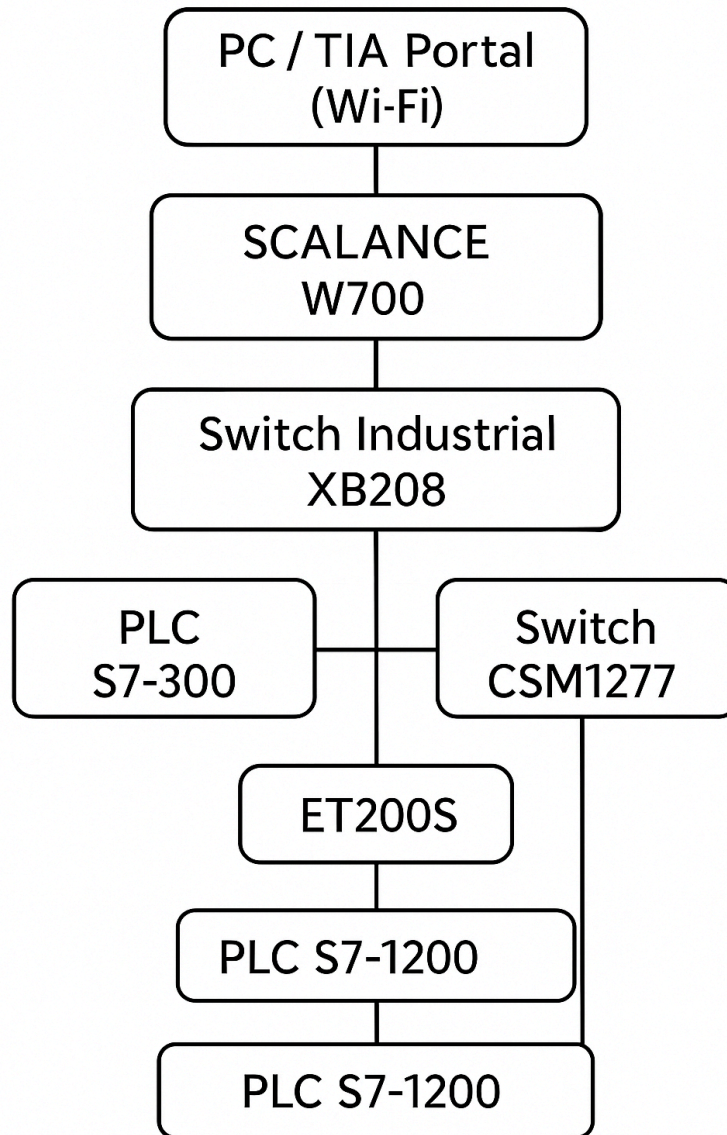 PC / TIA Portal
(Wi-Fi)
SCALANCE
W700
Switch Industrial
XB208
PLC
S7-300
Switch
CSM1277
ET200S
PLC S7-1200
PLC S7-1200